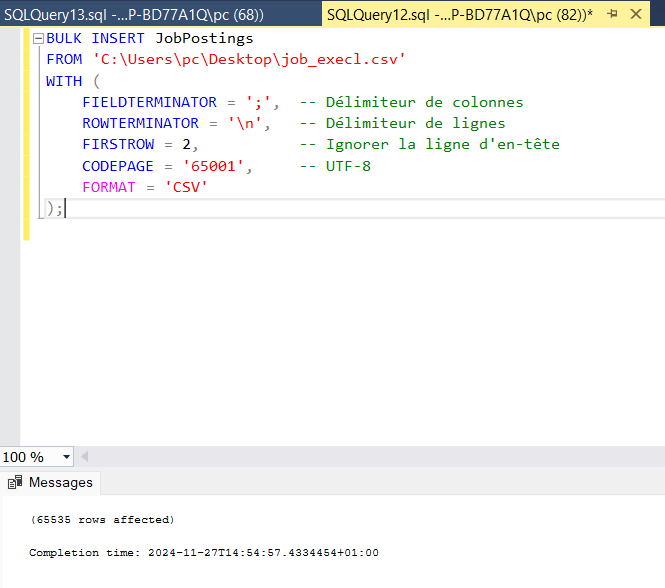 SQLQuery13.sql -...P-BD77A1Q\pc (68))
SQLQuery12.sql -...P-BD77A1Q\pc (82))*
BULK INSERT JobPostings
FROM 'C:\Users\pc\Desktop\job_execl.csv'
WITH (
    FIELDTERMINATOR = ';',  -- Délimiteur de colonnes
    ROWTERMINATOR = '\n',   -- Délimiteur de lignes
    FIRSTROW = 2,           -- Ignorer la ligne d'en-tête
    CODEPAGE = '65001',     -- UTF-8
    FORMAT = 'CSV'
);
100 %
Messages
(65535 rows affected)
Completion time: 2024-11-27T14:54:57.4334454+01:00